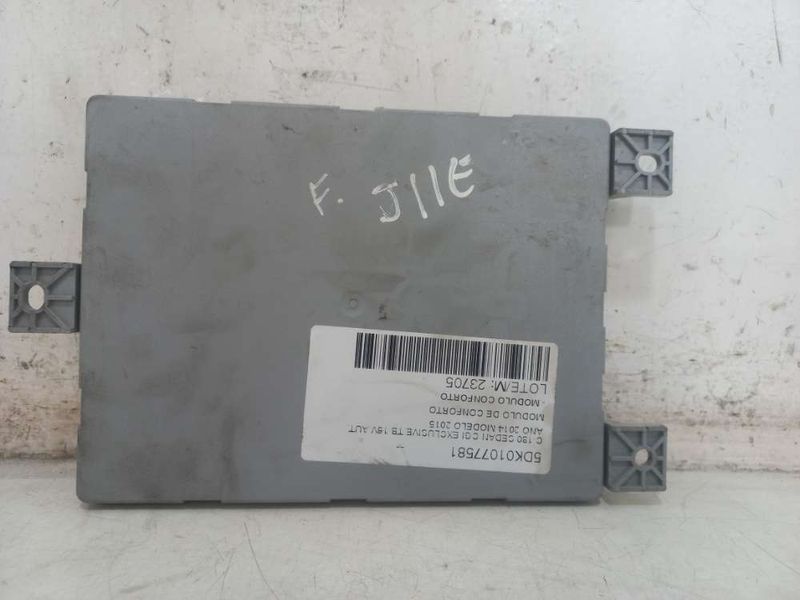 F. J11E
5DK01077581
C 180 SEDAN CGI EXCLUSIVE TB 16V AUT
ANO 2014 MODELO 2015
MODULO DE CONFORTO
- MODULO CONFORTO
LOTE/M: 23705